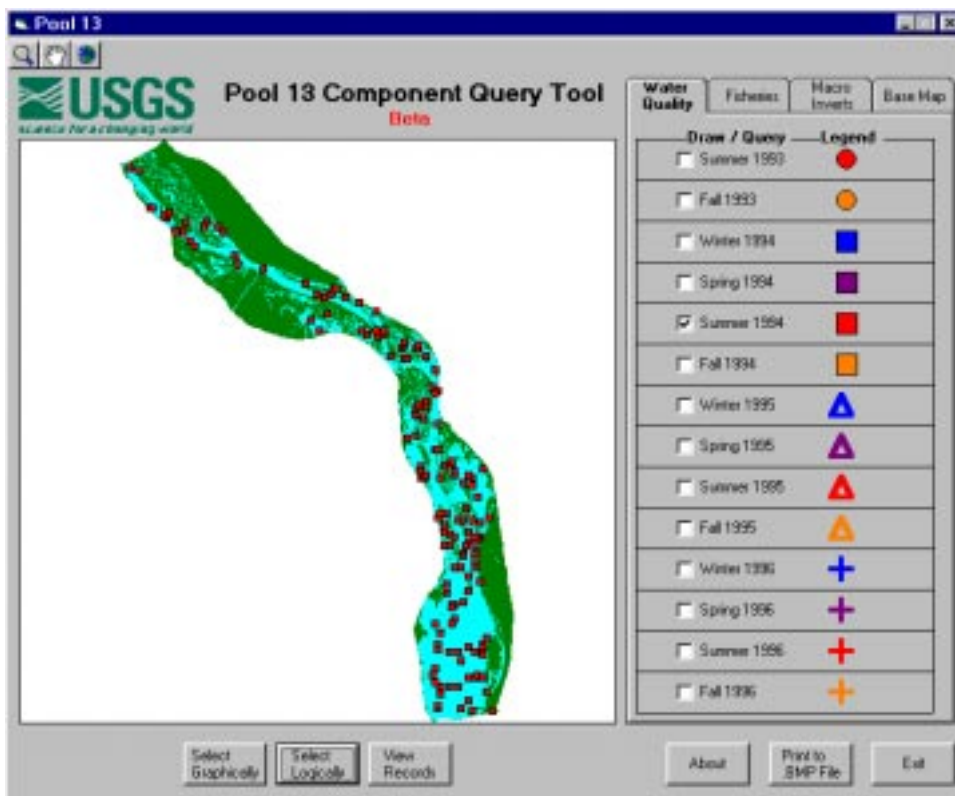 Pool 13
USGS
science for a changing world
Pool 13 Component Query Tool
Beta
Water Quality
Fisheries
Macro Inverts
Base Map
Draw / Query
Legend
Summer 1993
Fall 1993
Winter 1994
Spring 1994
Summer 1994
Fall 1994
Winter 1995
Spring 1995
Summer 1995
Fall 1995
Winter 1996
Spring 1996
Summer 1996
Fall 1996
Select Graphically
Select Logically
View Records
About
Print to .BMP File
Exit